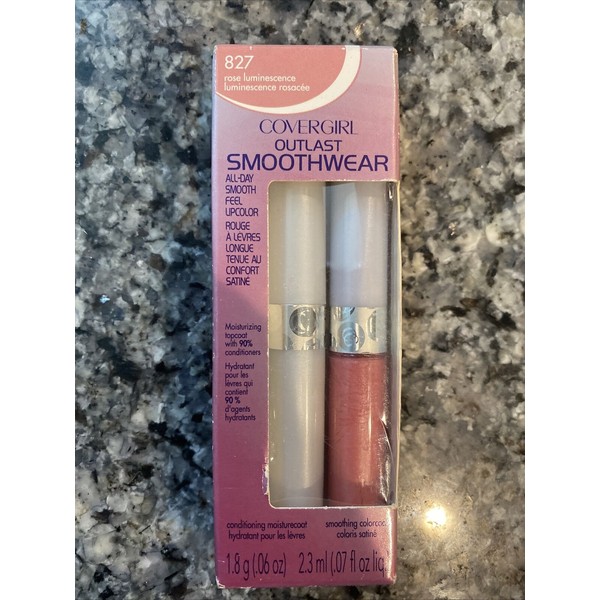 827
rose luminescence
luminescence rosacée
COVERGIRL
OUTLAST
SMOOTHWEAR
ALL-DAY
SMOOTH
FEEL
LIPCOLOR
ROUGE
À LÈVRES
LONGUE
TENUE AU
CONFORT
SATINÉ
Moisturizing
topcoat
with 90%
conditioners
Hydratant
pour les
lèvres qui
contient
90 %
d'agents
hydratants
conditioning moisturecoat
hydratant pour les lèvres
smoothing colorcoa
coloris satiné
1.8 g (.06 oz) 2.3 ml (.07 fl oz liq.